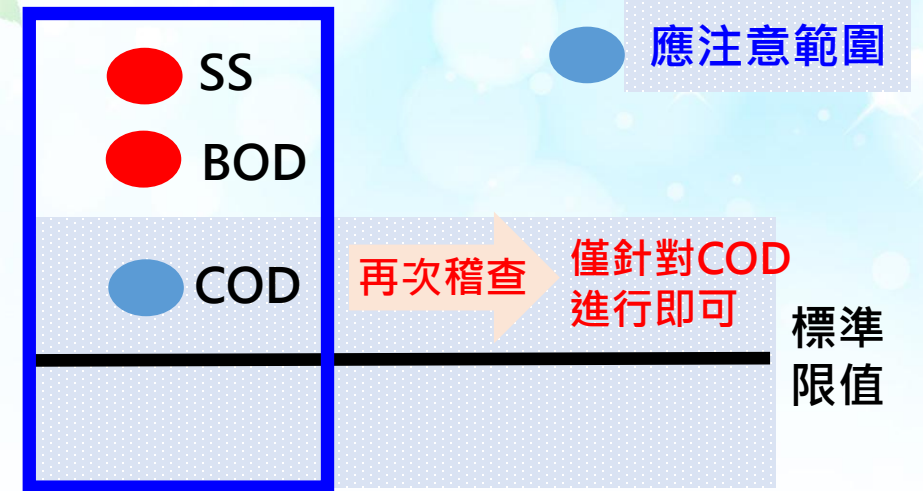 應注意範圍
SS
BOD
COD
再次稽查
僅針對COD
進行即可
標準
限值